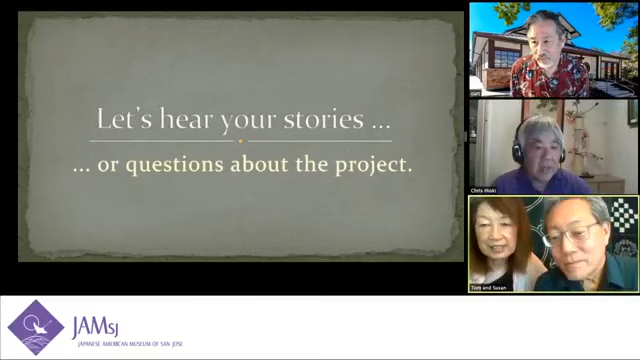 Let's hear your stories ...
... or questions about the project.
Chris Hioki
Tom and Susan
JAMsj
JAPANESE AMERICAN MUSEUM OF SAN JOSE